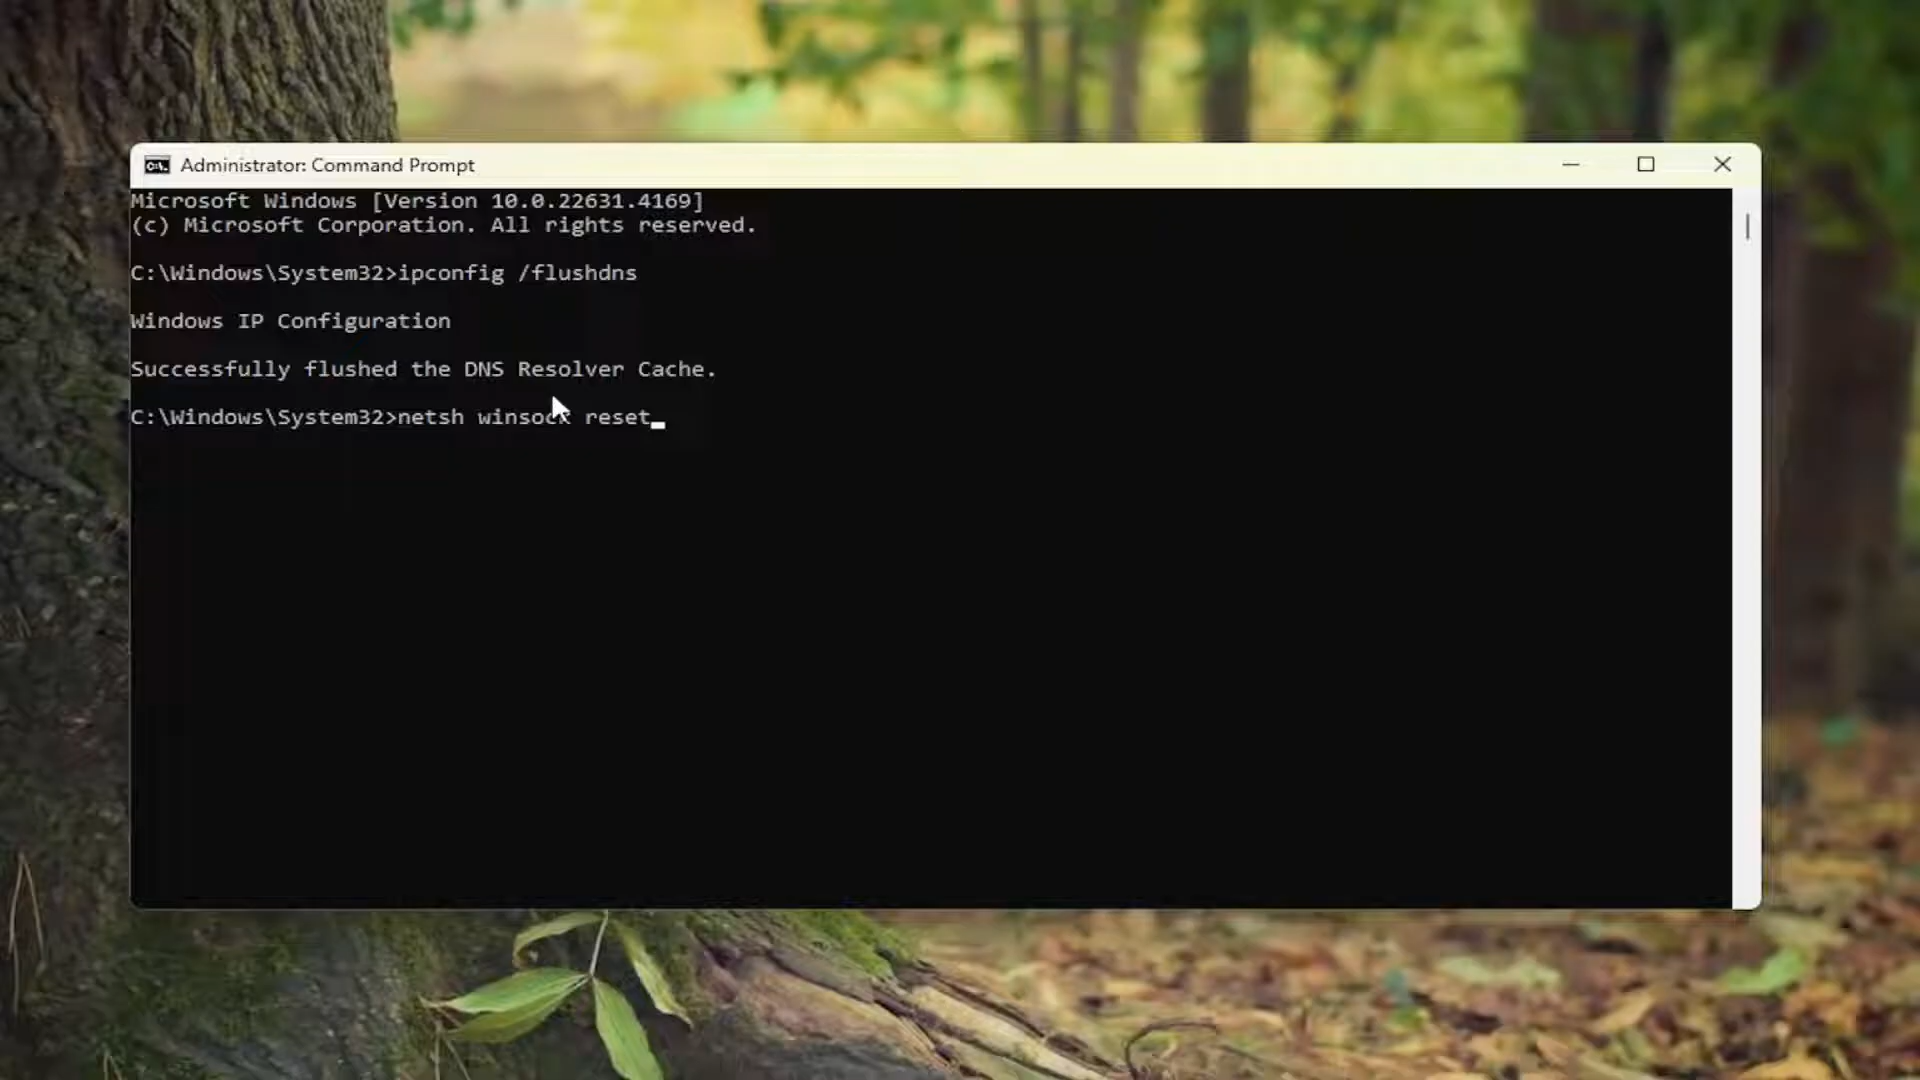 Administrator: Command Prompt
Microsoft Windows [Version 10.0.22631.4169]
(c) Microsoft Corporation. All rights reserved.
C:\Windows\System32>ipconfig /flushdns
Windows IP Configuration
Successfully flushed the DNS Resolver Cache.
C:\Windows\System32>netsh winsock reset